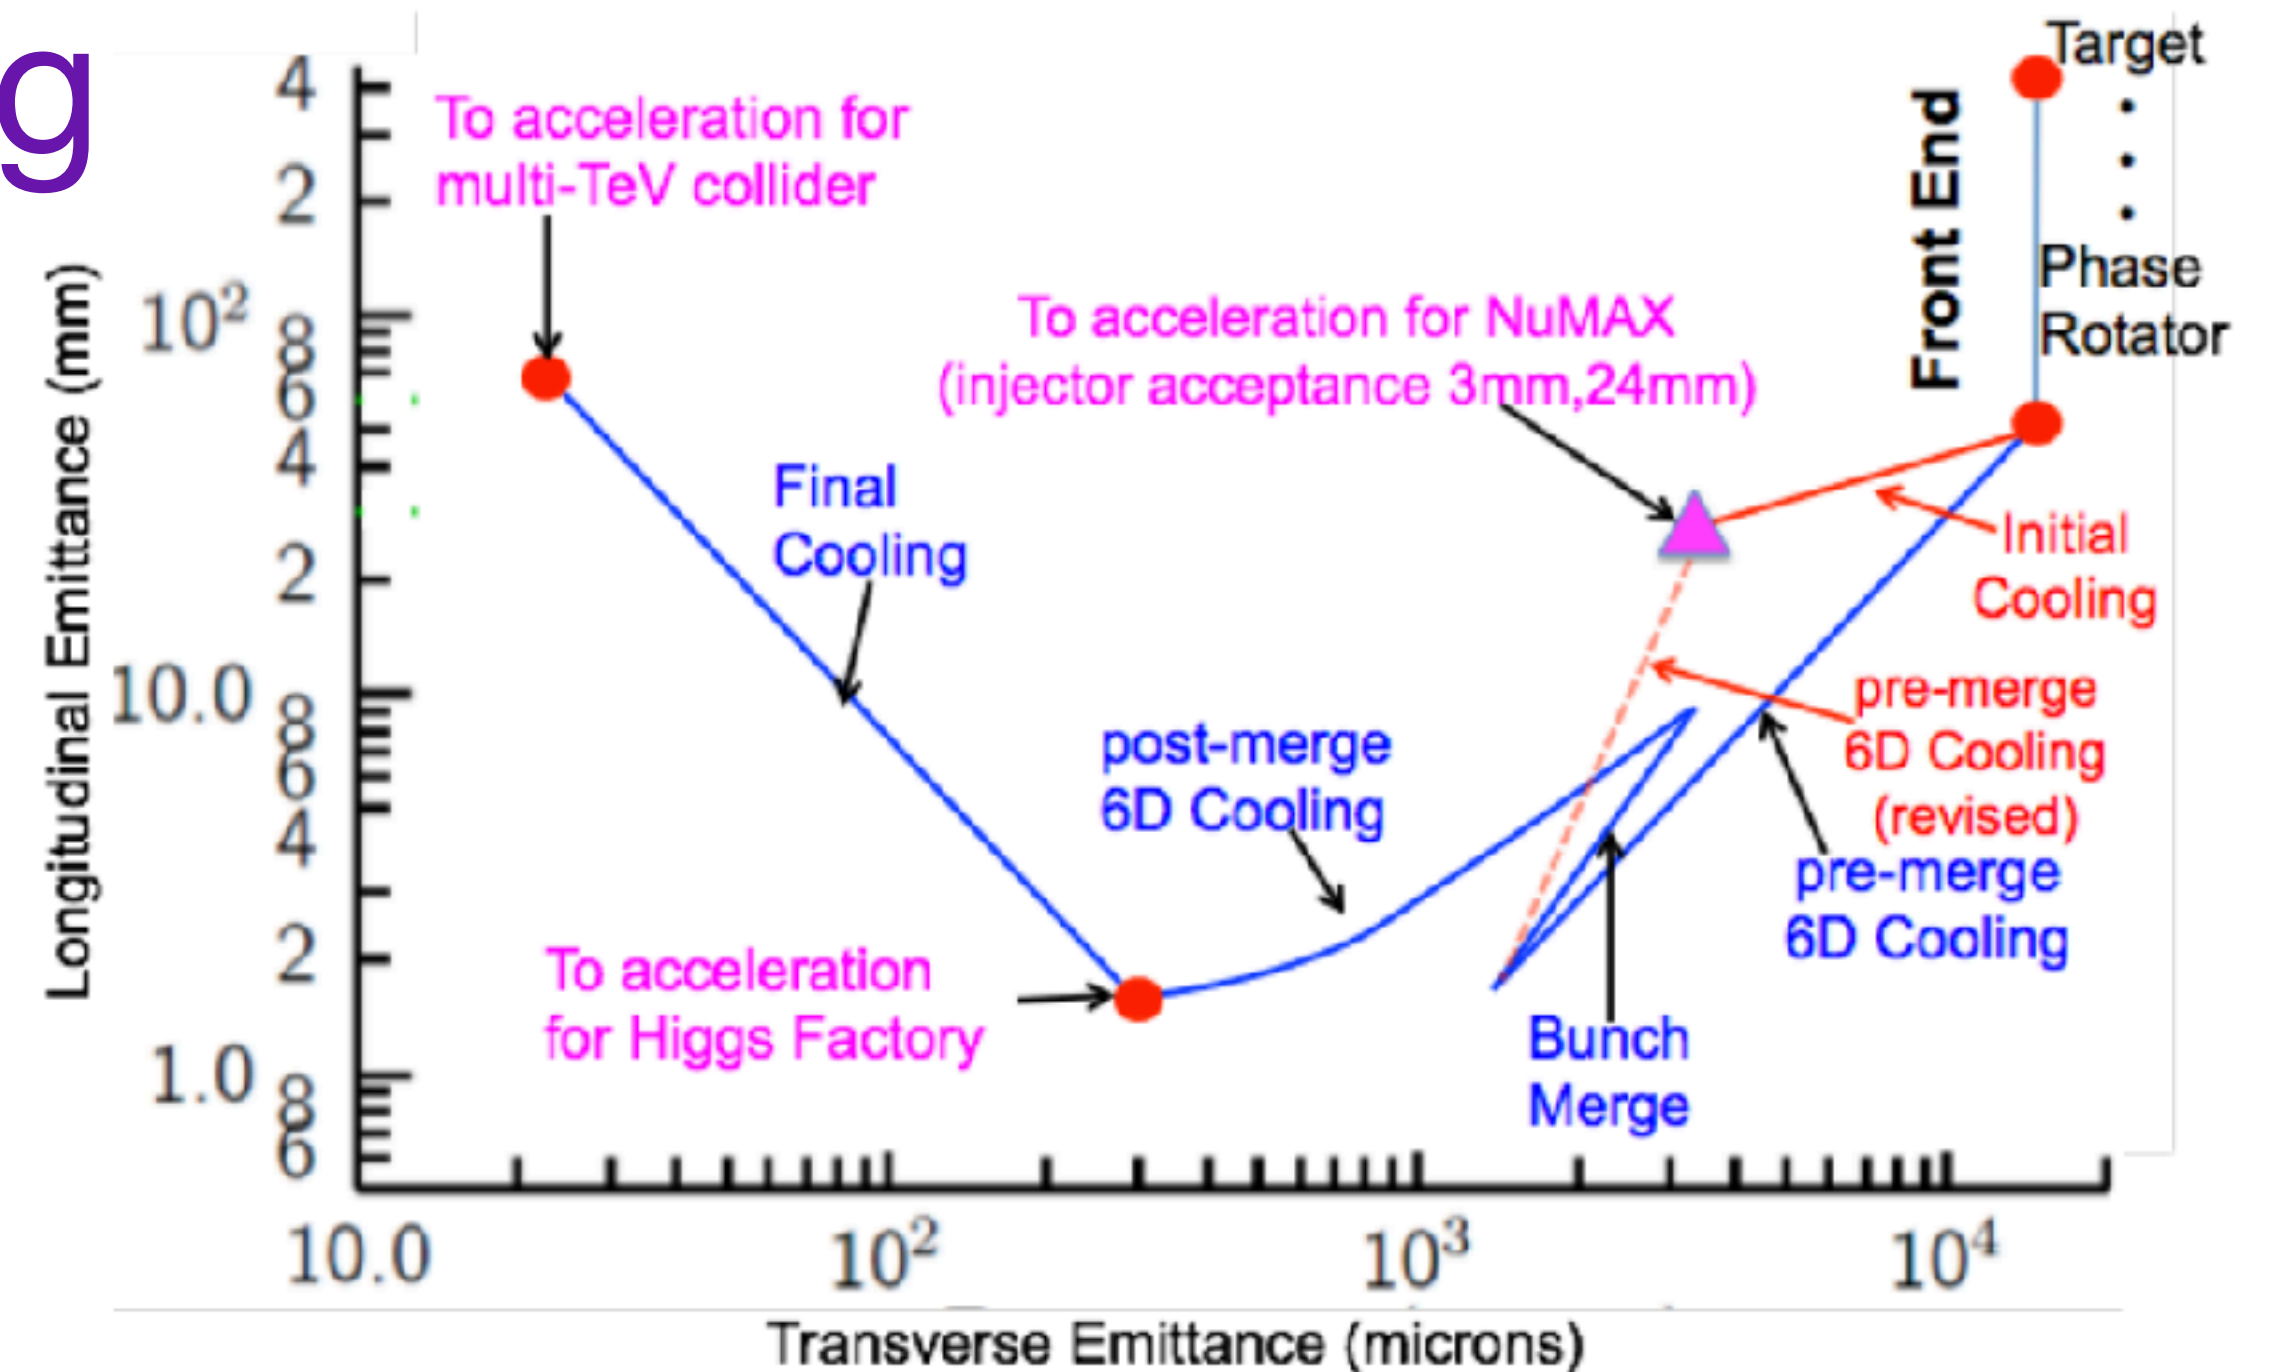 g
Target
Front End
Phase
Rotator
To acceleration for
multi-TeV collider
To acceleration for NuMAX
(injector acceptance 3mm,24mm)
Final
Cooling
Initial
Cooling
pre-merge
6D Cooling
(revised)
post-merge
6D Cooling
pre-merge
6D Cooling
To acceleration
for Higgs Factory
Bunch
Merge
Longitudinal Emittance (mm)
4
2
10²
8
6
4
2
10.0
8
6
4
2
1.0
8
6
10.0 10² 10³ 10⁴
Transverse Emittance (microns)